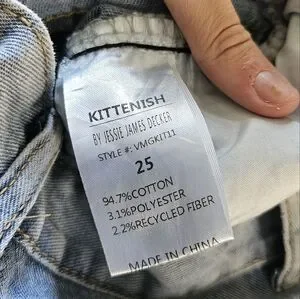 KITTENISH
BY JESSIE JAMES DECKER
STYLE #: VMGKIT11
25
94.7%COTTON
3.1%POLYESTER
2.2%RECYCLED FIBER
MADE IN CHINA